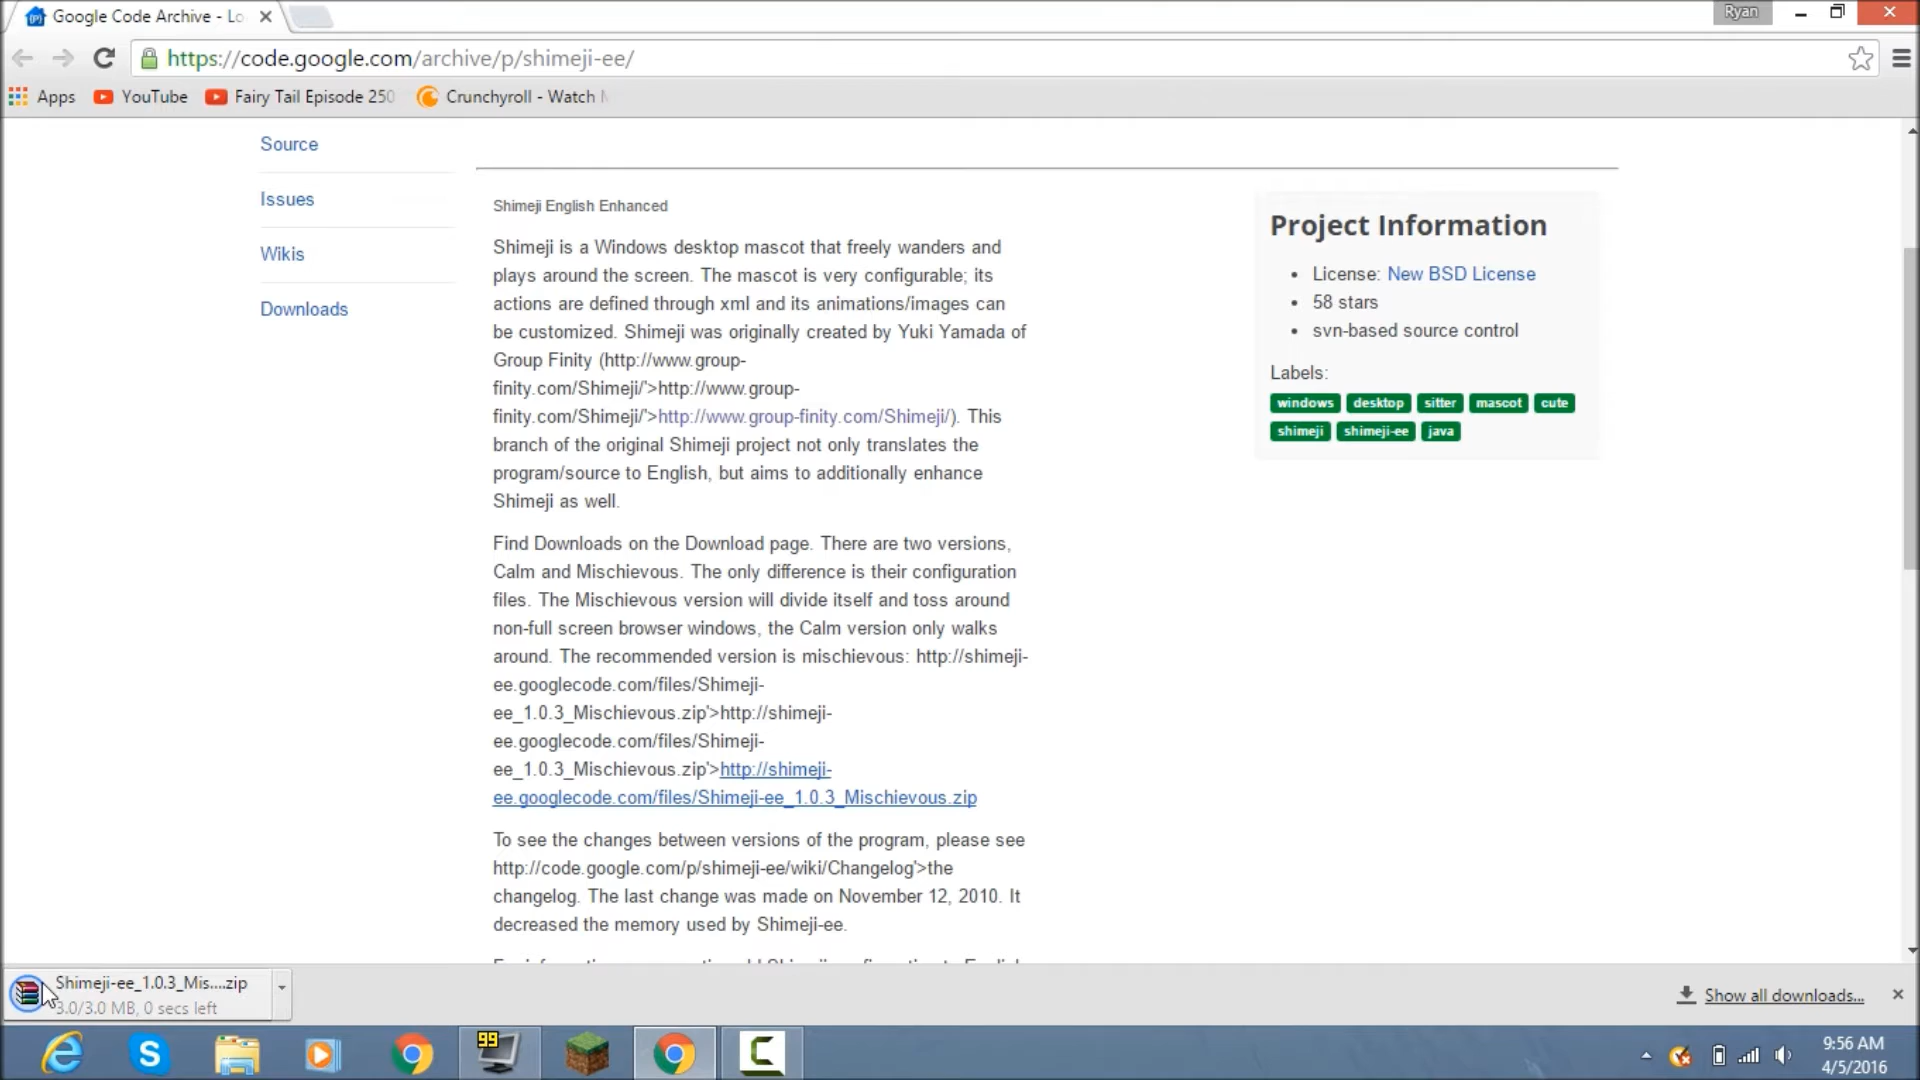 Google Code Archive - Lo
Ryan
https://code.google.com/archive/p/shimeji-ee/
Apps
YouTube
Fairy Tail Episode 250
Crunchyroll - Watch
Source
Issues
Wikis
Downloads
Shimeji English Enhanced
Shimeji is a Windows desktop mascot that freely wanders and
plays around the screen. The mascot is very configurable; its
actions are defined through xml and its animations/images can
be customized. Shimeji was originally created by Yuki Yamada of
Group Finity (http://www.group-
finity.com/Shimeji/'>http://www.group-
finity.com/Shimeji/'>http://www.group-finity.com/Shimeji/). This
branch of the original Shimeji project not only translates the
program/source to English, but aims to additionally enhance
Shimeji as well.
Find Downloads on the Download page. There are two versions,
Calm and Mischievous. The only difference is their configuration
files. The Mischievous version will divide itself and toss around
non-full screen browser windows, the Calm version only walks
around. The recommended version is mischievous: http://shimeji-
ee.googlecode.com/files/Shimeji-
ee_1.0.3_Mischievous.zip'>http://shimeji-
ee.googlecode.com/files/Shimeji-
ee_1.0.3_Mischievous.zip'>http://shimeji-
ee.googlecode.com/files/Shimeji-ee_1.0.3_Mischievous.zip
To see the changes between versions of the program, please see
http://code.google.com/p/shimeji-ee/wiki/Changelog'>the
changelog. The last change was made on November 12, 2010. It
decreased the memory used by Shimeji-ee.
Project Information
License: New BSD License
58 stars
svn-based source control
Labels:
windows desktop sitter mascot cute
shimeji shimeji-ee java
Shimeji-ee_1.0.3_Mis....zip
3.0/3.0 MB, 0 secs left
Show all downloads...
99
9:56 AM
4/5/2016